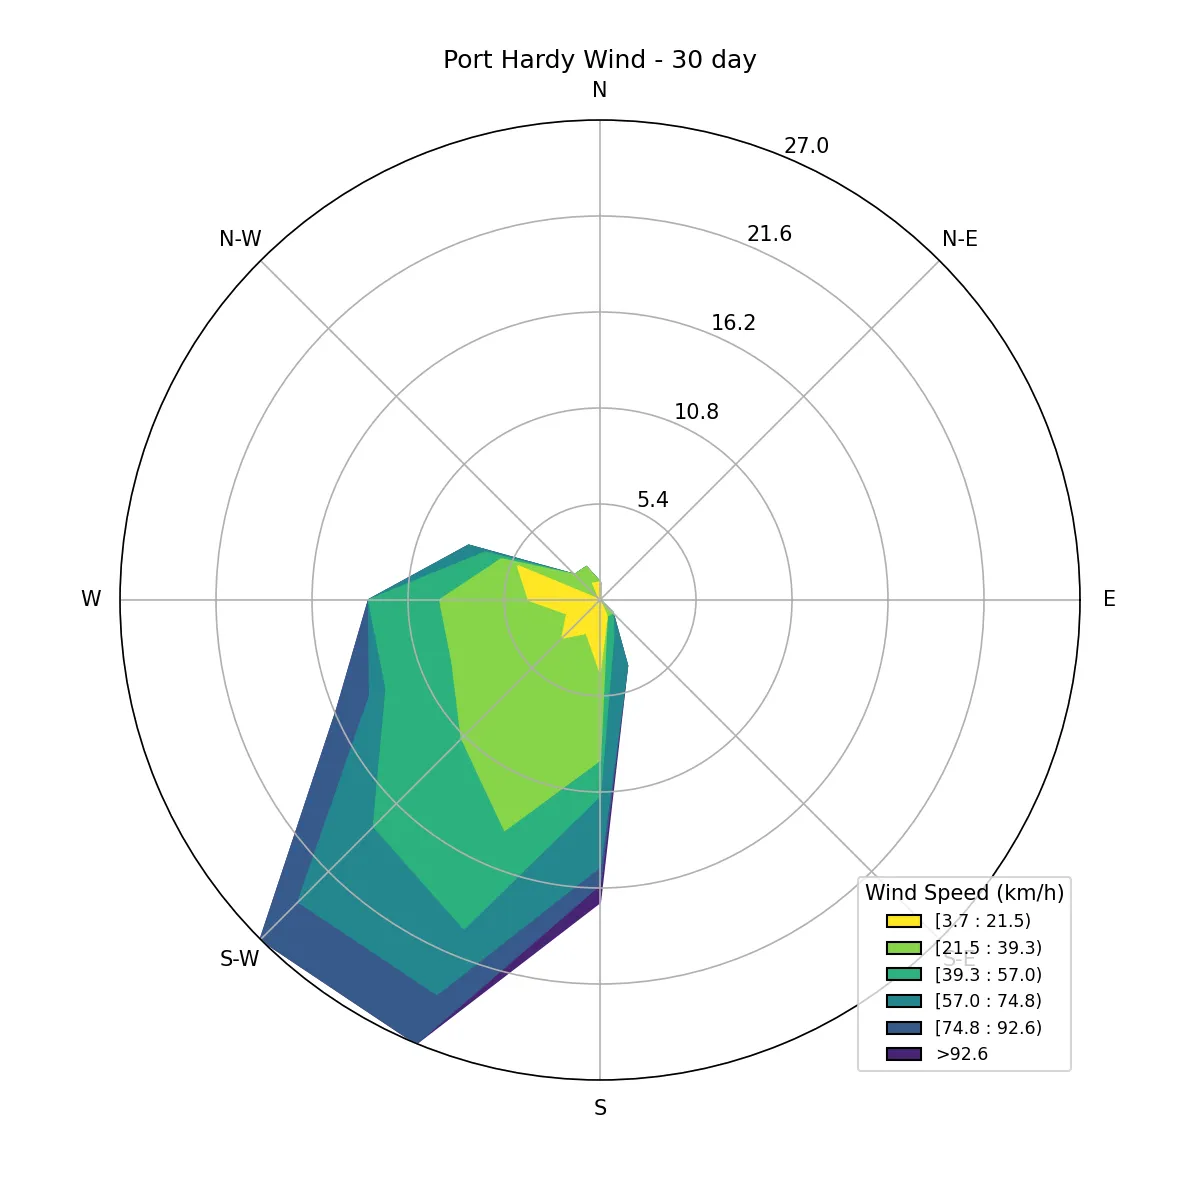 Port Hardy Wind - 30 day
N
27.0
N-W
21.6
N-E
16.2
10.8
5.4
W
E
S-W
S-E
Wind Speed (km/h)
[3.7 : 21.5)
[21.5 : 39.3)
[39.3 : 57.0)
[57.0 : 74.8)
[74.8 : 92.6)
>92.6
S